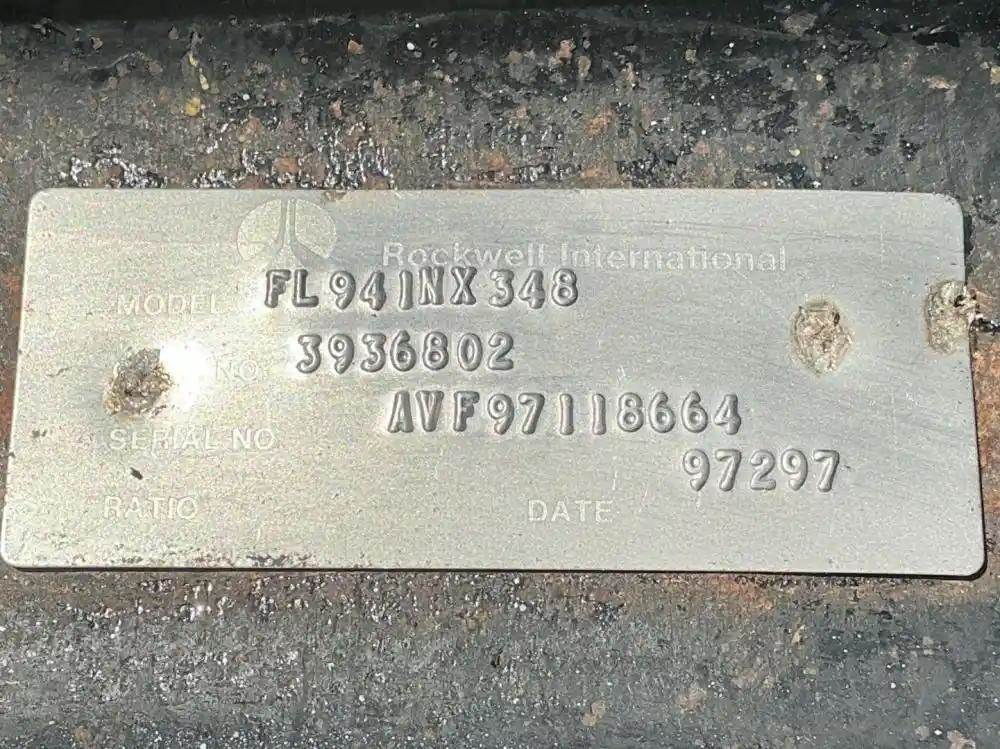 Rockwell International
MODEL FL941NX348
NO. 3936802
AVF97118664
SERIAL NO.
97297
RATIO DATE